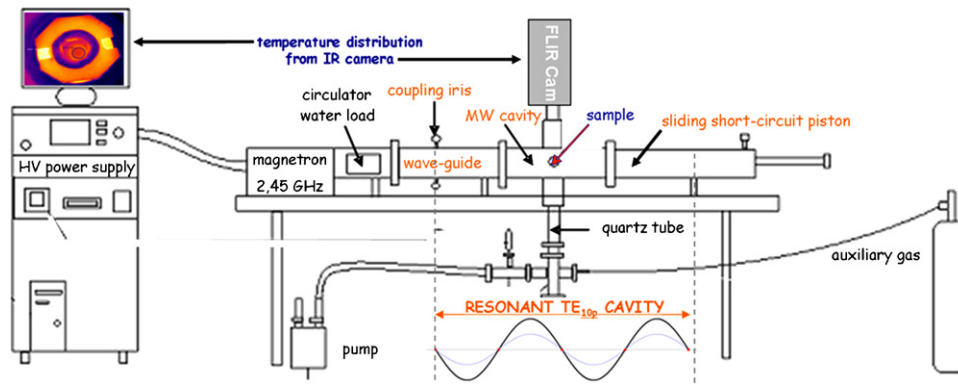 temperature distribution
from IR camera
FLIR Cam
circulator
water load
coupling iris
MW cavity
sample
sliding short-circuit piston
HV power supply
magnetron
2,45 GHz
wave-guide
quartz tube
auxiliary gas
RESONANT TE10p CAVITY
pump